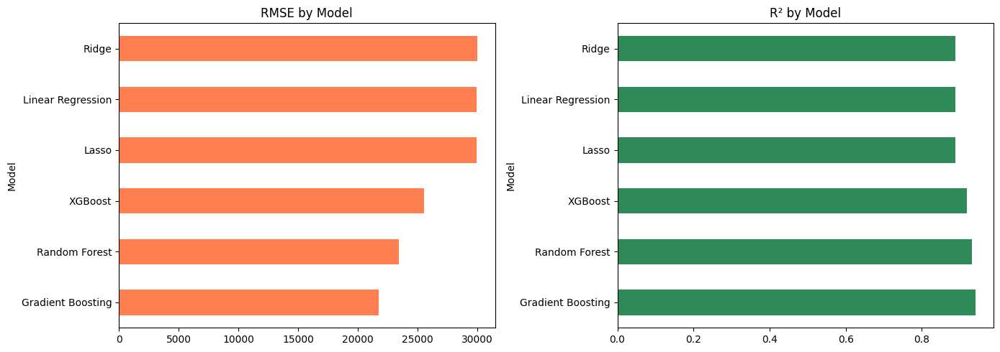 RMSE by Model
Model
Ridge
Linear Regression
Lasso
XGBoost
Random Forest
Gradient Boosting
0 5000 10000 15000 20000 25000 30000
R² by Model
Model
Ridge
Linear Regression
Lasso
XGBoost
Random Forest
Gradient Boosting
0.0 0.2 0.4 0.6 0.8